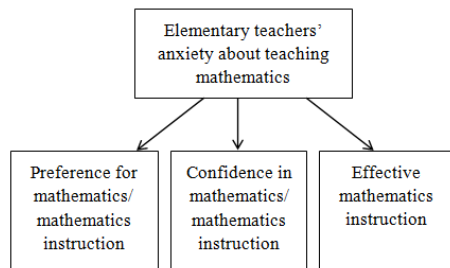 Elementary teachers’
anxiety about teaching
mathematics
Preference for
mathematics/
mathematics
instruction
Confidence in
mathematics/
mathematics
instruction
Effective
mathematics
instruction